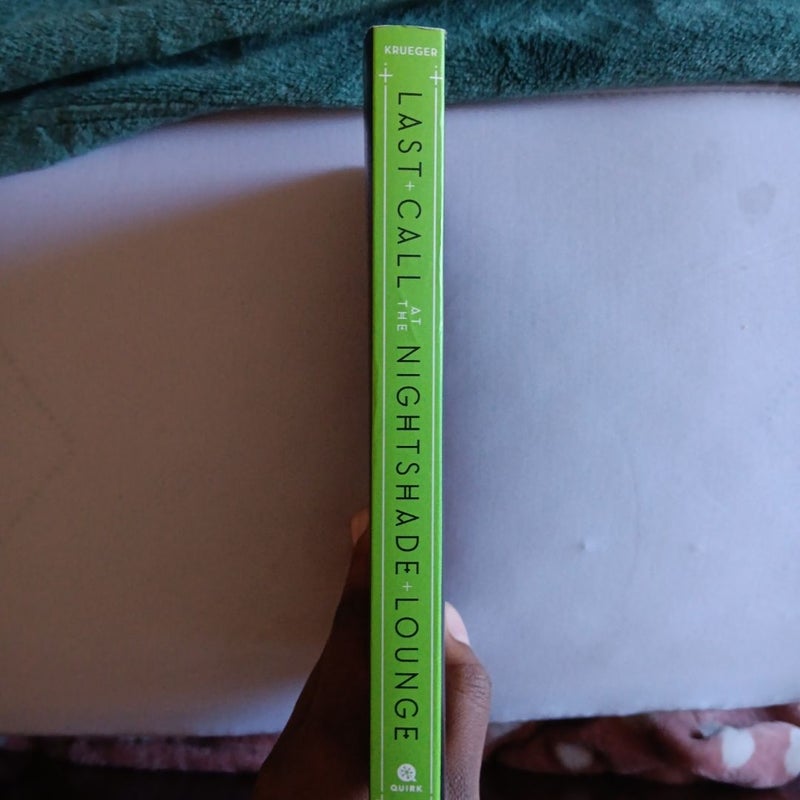 KRUEGER
LAST + CALL AT THE NIGHTSHADE + LOUNGE
QUIRK